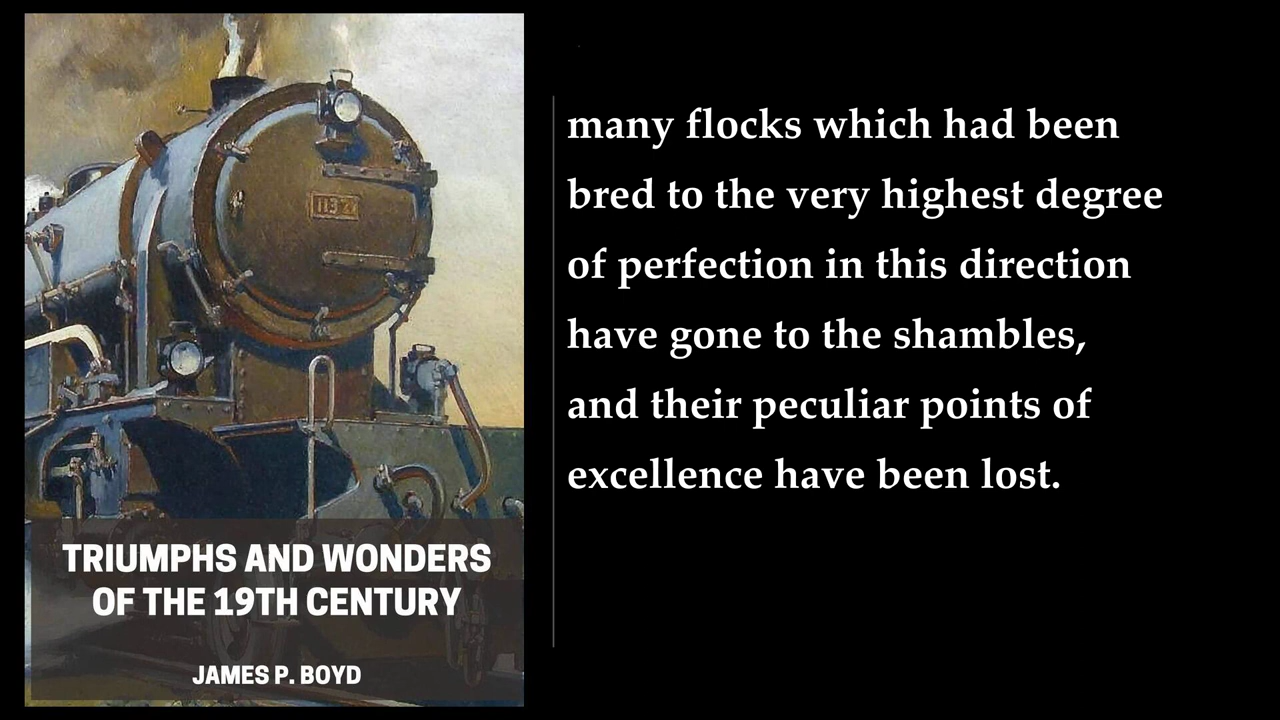 many flocks which had been
bred to the very highest degree
of perfection in this direction
have gone to the shambles,
and their peculiar points of
excellence have been lost.
TRIUMPHS AND WONDERS
OF THE 19TH CENTURY
JAMES P. BOYD